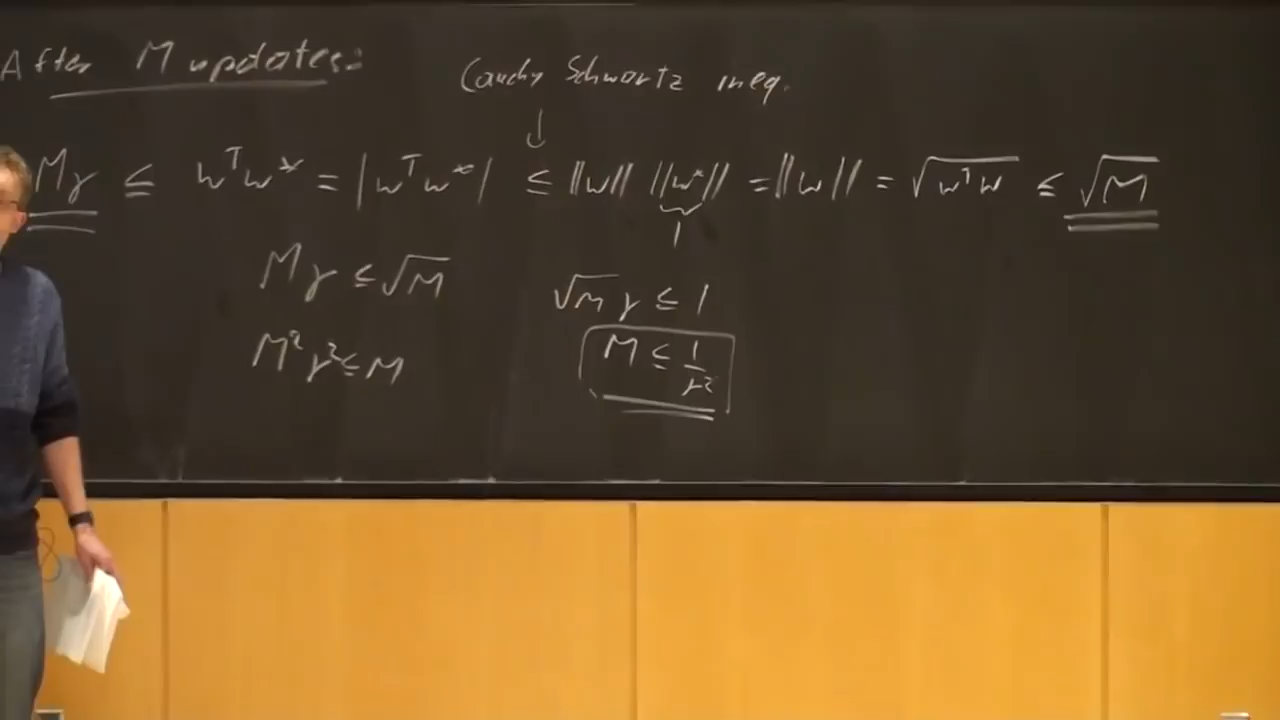 After M updates:
Cauchy Schwartz ineq.
↓
Mγ ≤ wᵀw* = |wᵀw*| ≤ ||w|| ||w*|| = ||w|| = √wᵀw ≤ √M
1
Mγ ≤ √M
√M γ ≤ 1
M²γ² ≤ M
M ≤ 1/γ²